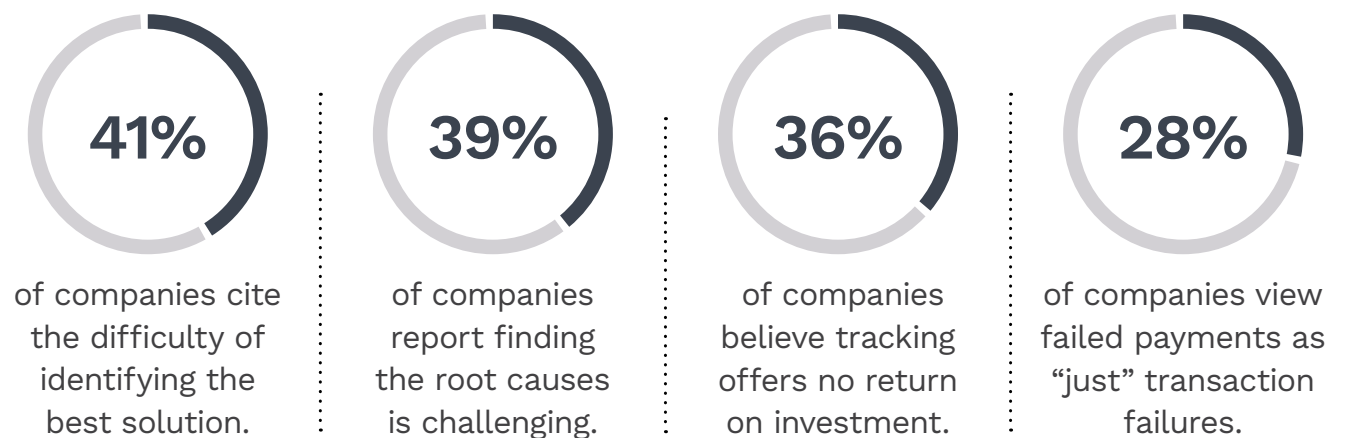 41%
of companies cite
the difficulty of
identifying the
best solution.
39%
of companies
report finding
the root causes
is challenging.
36%
of companies
believe tracking
offers no return
on investment.
28%
of companies view
failed payments as
“just” transaction
failures.